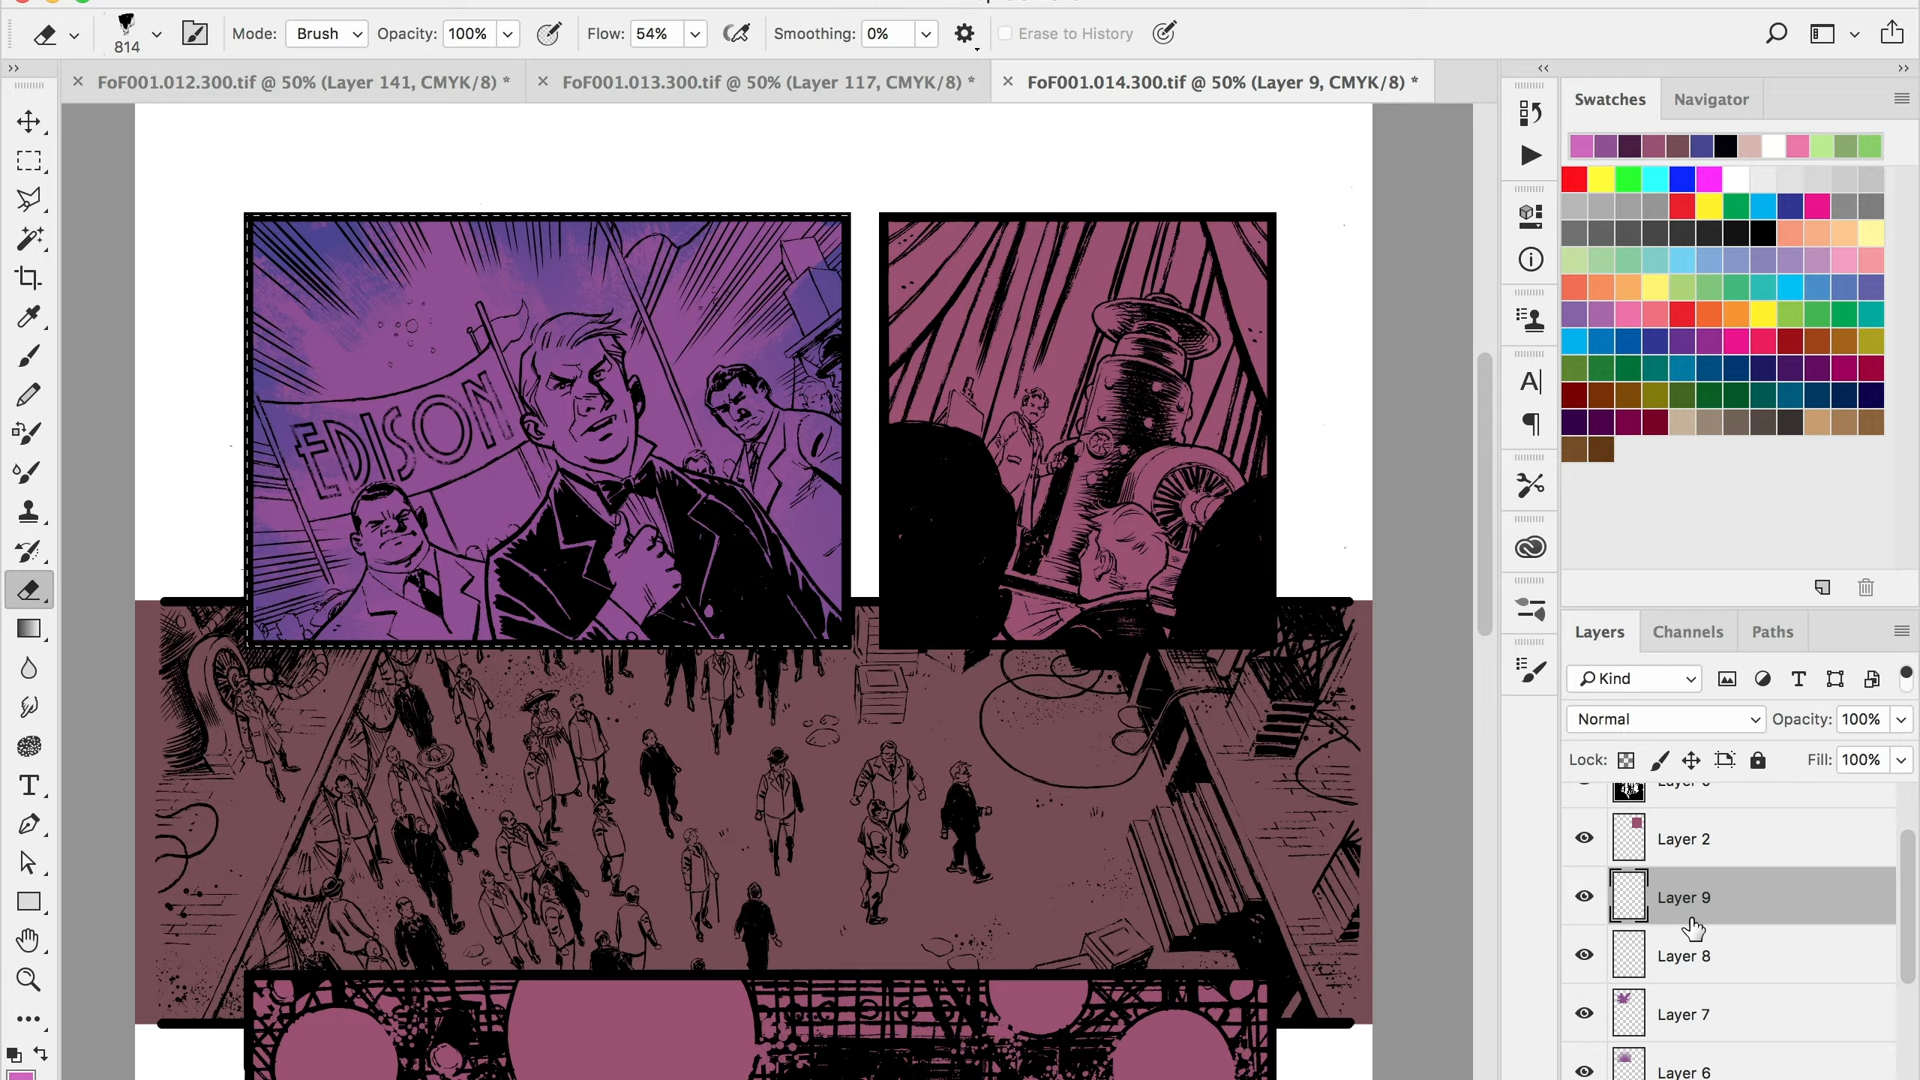 814
Mode: Brush Opacity: 100% Flow: 54% Smoothing: 0% Erase to History
FoF001.012.300.tif @ 50% (Layer 141, CMYK/8) *
FoF001.013.300.tif @ 50% (Layer 117, CMYK/8) *
FoF001.014.300.tif @ 50% (Layer 9, CMYK/8) *
Swatches Navigator
EDISON
Layers Channels Paths
Kind
Normal Opacity: 100%
Lock: Fill: 100%
Layer 2
Layer 9
Layer 8
Layer 7
Layer 6